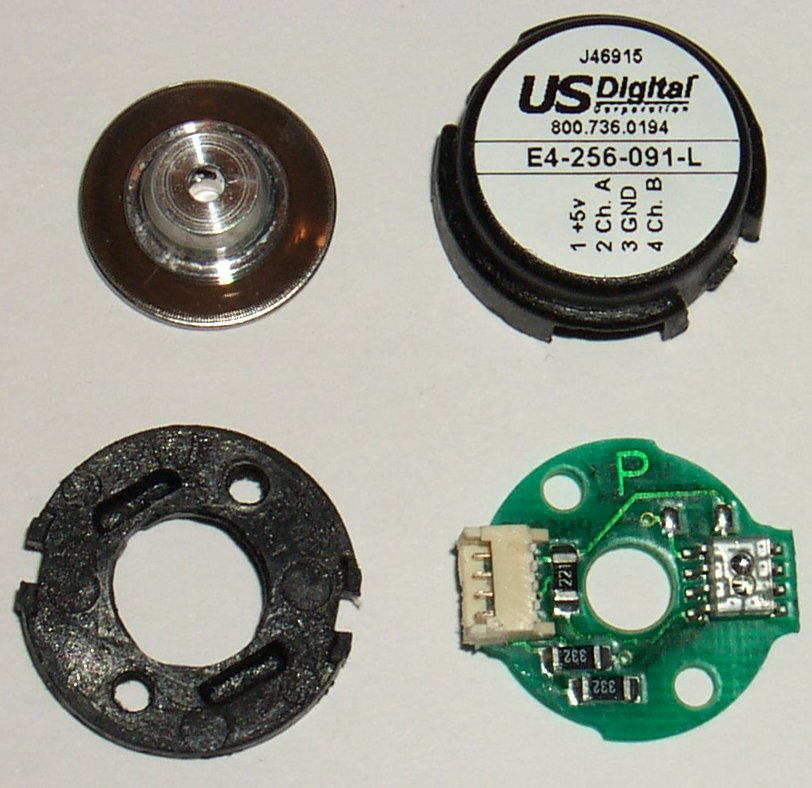 J46915
US Digital
Corporation
800.736.0194
E4-256-091-L
1 +5v
2 Ch. A
3 GND
4 Ch. B
P
221
332
332